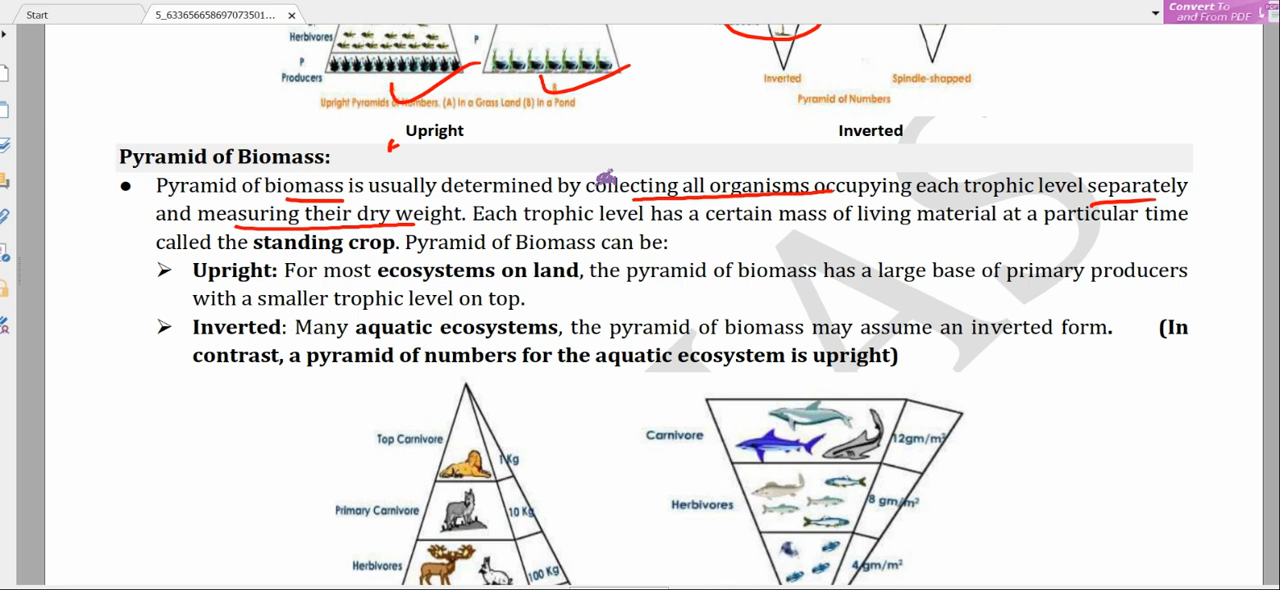 Start
5_633656658697073501... ×
Convert To
and From PDF
Herbivores
P
P
Producers
B
Inverted
Spindle-shapped
Upright Pyramids of Numbers. (A) In a Grass Land (B) In a Pond
Pyramid of Numbers
Upright
Inverted
Pyramid of Biomass:
● Pyramid of biomass is usually determined by collecting all organisms occupying each trophic level separately
and measuring their dry weight. Each trophic level has a certain mass of living material at a particular time
called the standing crop. Pyramid of Biomass can be:
➢ Upright: For most ecosystems on land, the pyramid of biomass has a large base of primary producers
with a smaller trophic level on top.
➢ Inverted: Many aquatic ecosystems, the pyramid of biomass may assume an inverted form. (In
contrast, a pyramid of numbers for the aquatic ecosystem is upright)
Top Carnivore
1 Kg
Primary Carnivore
10 Kg
Herbivores
100 Kg
Carnivore
12gm/m²
Herbivores
8 gm/m²
4 gm/m²